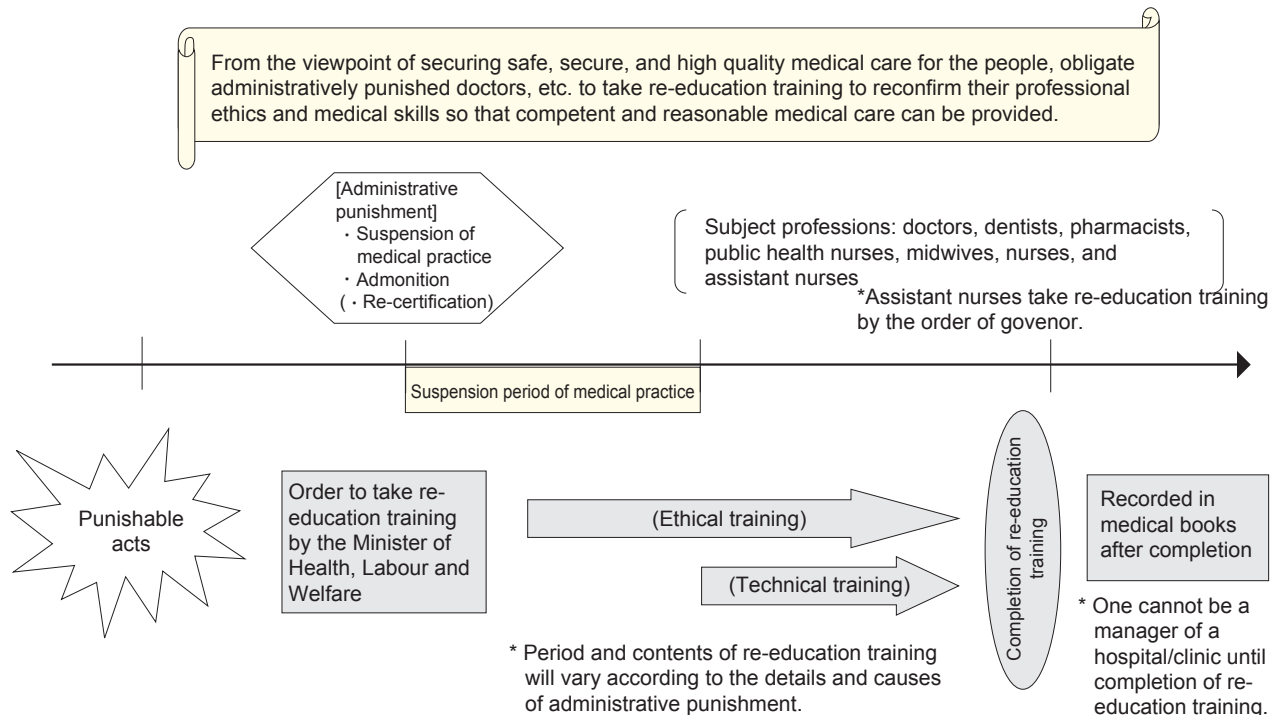 From the viewpoint of securing safe, secure, and high quality medical care for the people, obligate
administratively punished doctors, etc. to take re-education training to reconfirm their professional
ethics and medical skills so that competent and reasonable medical care can be provided.
[Administrative
punishment]
・Suspension of
medical practice
・Admonition
(・Re-certification)
Subject professions: doctors, dentists, pharmacists,
public health nurses, midwives, nurses, and
assistant nurses
*Assistant nurses take re-education training
by the order of govenor.
Suspension period of medical practice
Punishable
acts
Order to take re-
education training
by the Minister of
Health, Labour and
Welfare
(Ethical training)
(Technical training)
* Period and contents of re-education training
will vary according to the details and causes
of administrative punishment.
Completion of re-education
training
Recorded in
medical books
after completion
* One cannot be a
manager of a
hospital/clinic until
completion of re-
education training.